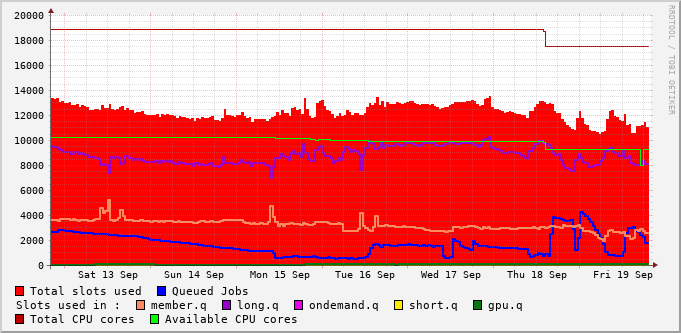 20000
18000
16000
14000
12000
10000
8000
6000
4000
2000
0
Sat 13 Sep Sun 14 Sep Mon 15 Sep Tue 16 Sep Wed 17 Sep Thu 18 Sep Fri 19 Sep
Total slots used Queued Jobs
Slots used in : member.q long.q ondemand.q short.q gpu.q
Total CPU cores Available CPU cores
RRDTOOL / TOBI OETIKER